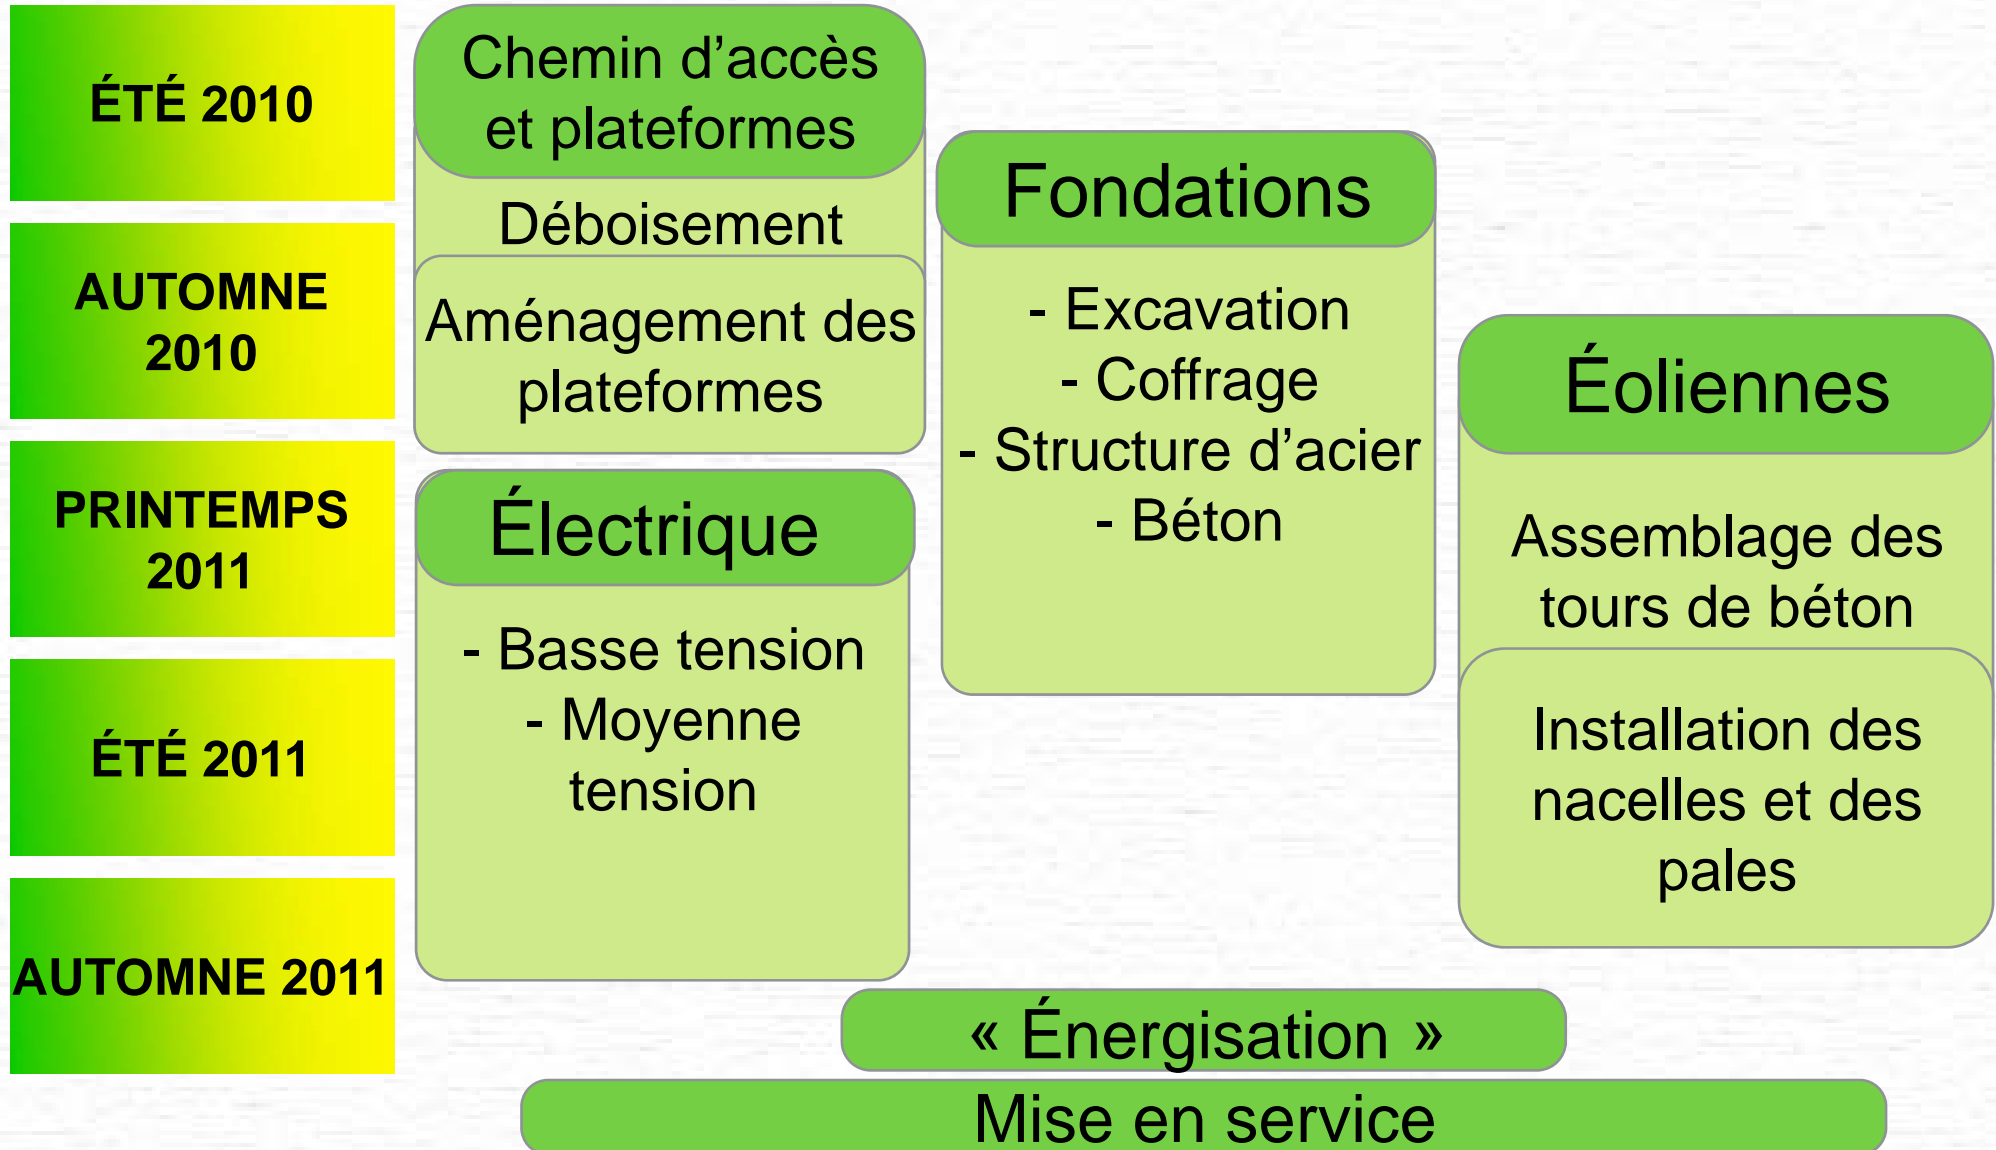 ÉTÉ 2010
AUTOMNE
2010
PRINTEMPS
2011
ÉTÉ 2011
AUTOMNE 2011
Chemin d’accès
et plateformes
Déboisement
Aménagement des
plateformes
Électrique
- Basse tension
- Moyenne
tension
Fondations
- Excavation
- Coffrage
- Structure d’acier
- Béton
Éoliennes
Assemblage des
tours de béton
Installation des
nacelles et des
pales
« Énergisation »
Mise en service